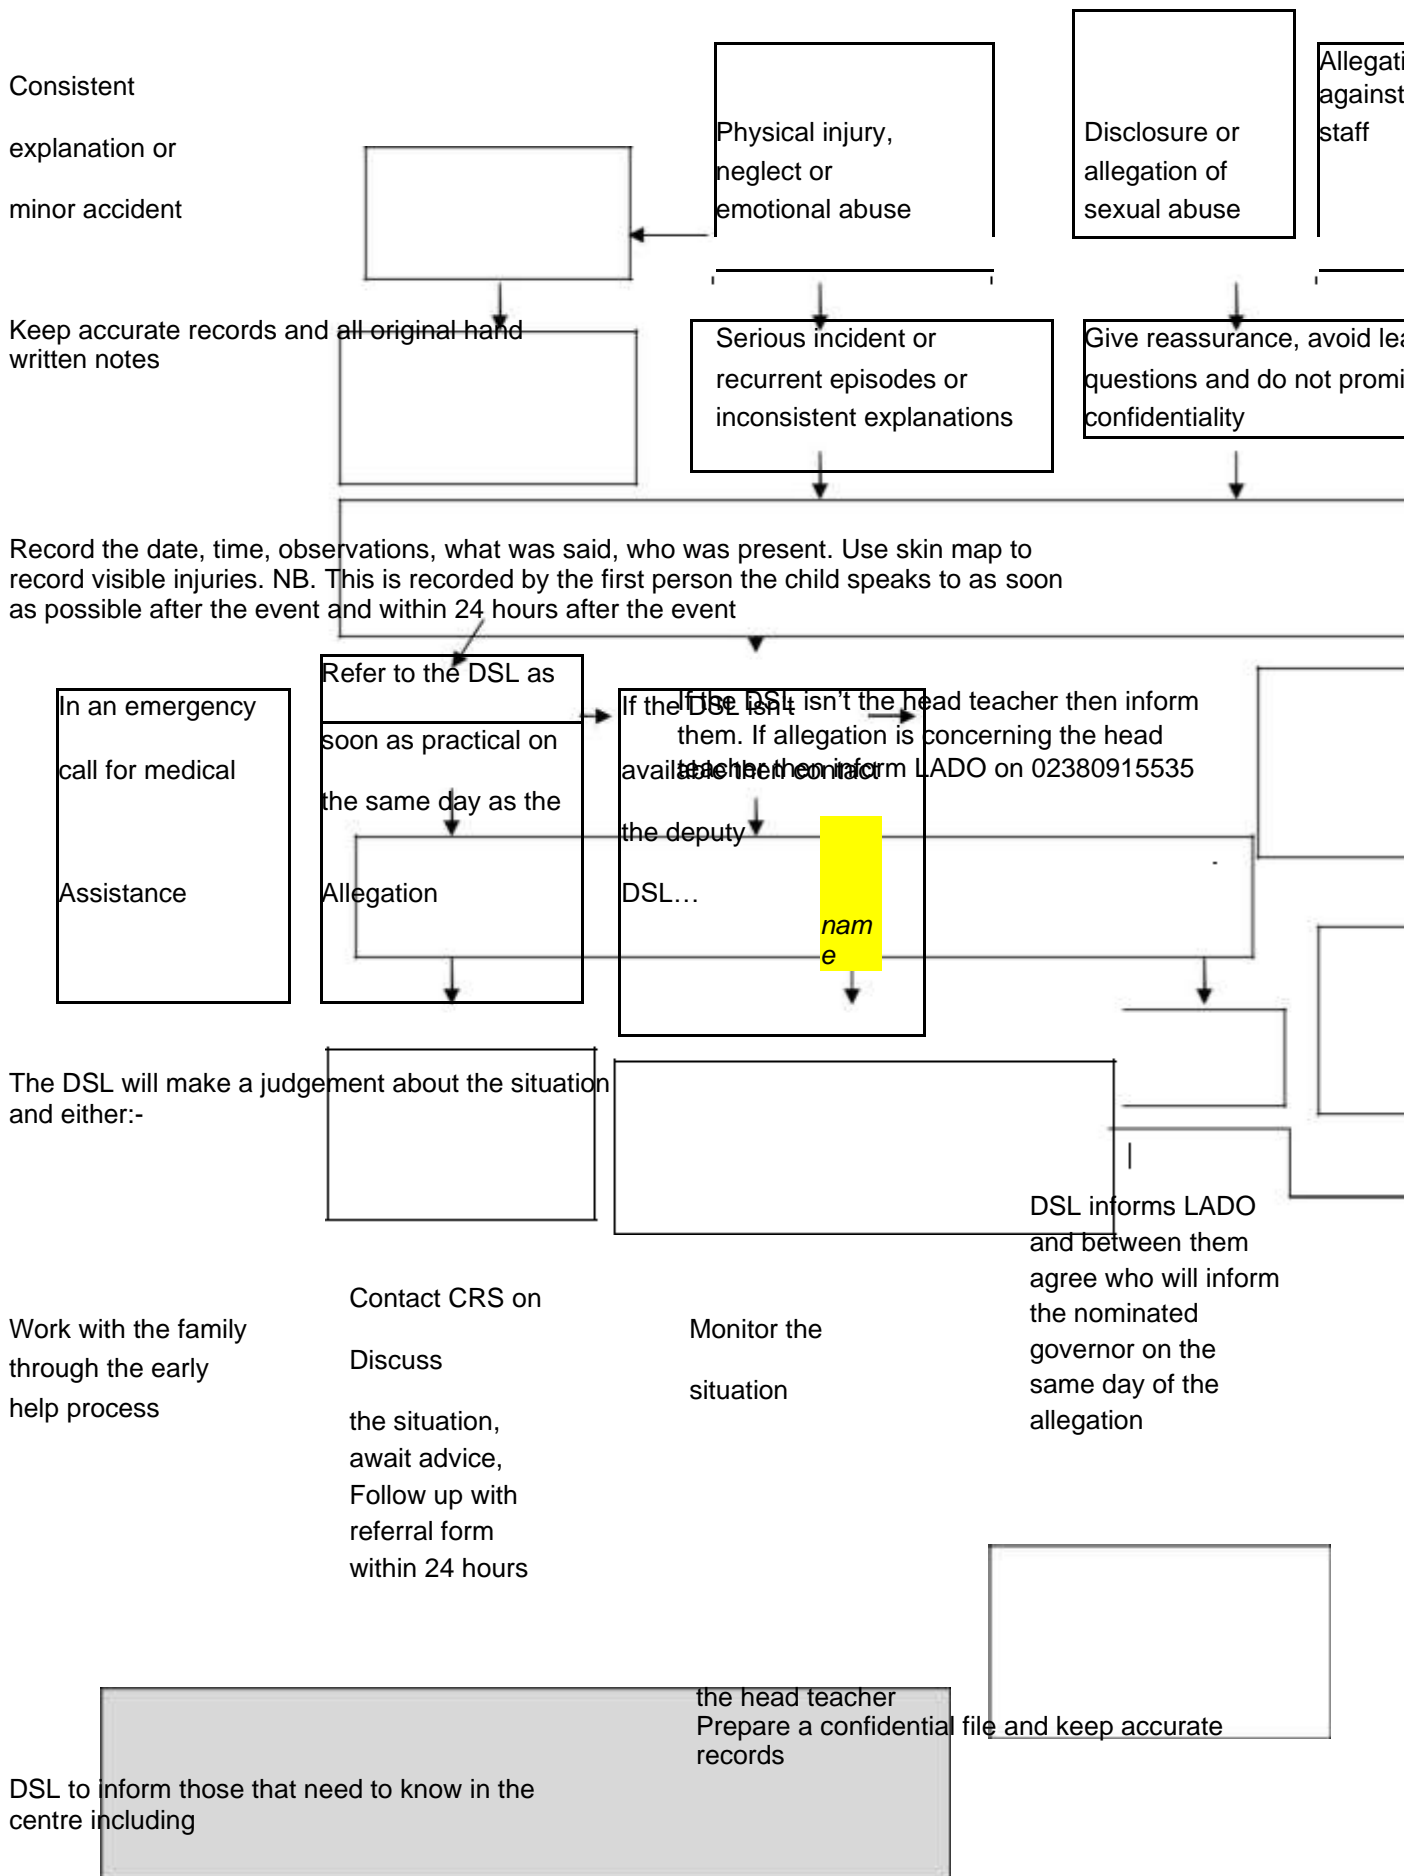 Consistent
explanation or
minor accident
Physical injury,
neglect or
emotional abuse
Disclosure or
allegation of
sexual abuse
against
staff
Keep accurate records and all original hand
written notes
Serious incident or
recurrent episodes or
inconsistent explanations
Give reassurance, avoid
questions and do not
confidentiality
Record the date, time, observations, what was said, who was present. Use skin map to
record visible injuries. NB. This is recorded by the first person the child speaks to as soon
as possible after the event and within 24 hours after the event
In an emergency
call for medical
Assistance
Refer to the DSL as
soon as practical on
the same day as the
Allegation
If the DSL isn't
available then contact
the deputy
DSL…
nam
e
If the DSL isn't the head teacher then inform
them. If allegation is concerning the head
teacher then inform LADO on 02380915535
The DSL will make a judgement about the situation
and either:-
Work with the family
through the early
help process
Contact CRS on
Discuss
the situation,
await advice,
Follow up with
referral form
within 24 hours
Monitor the
situation
DSL informs LADO
and between them
agree who will inform
the nominated
governor on the
same day of the
allegation
the head teacher
Prepare a confidential file and keep accurate
records
DSL to inform those that need to know in the
centre including